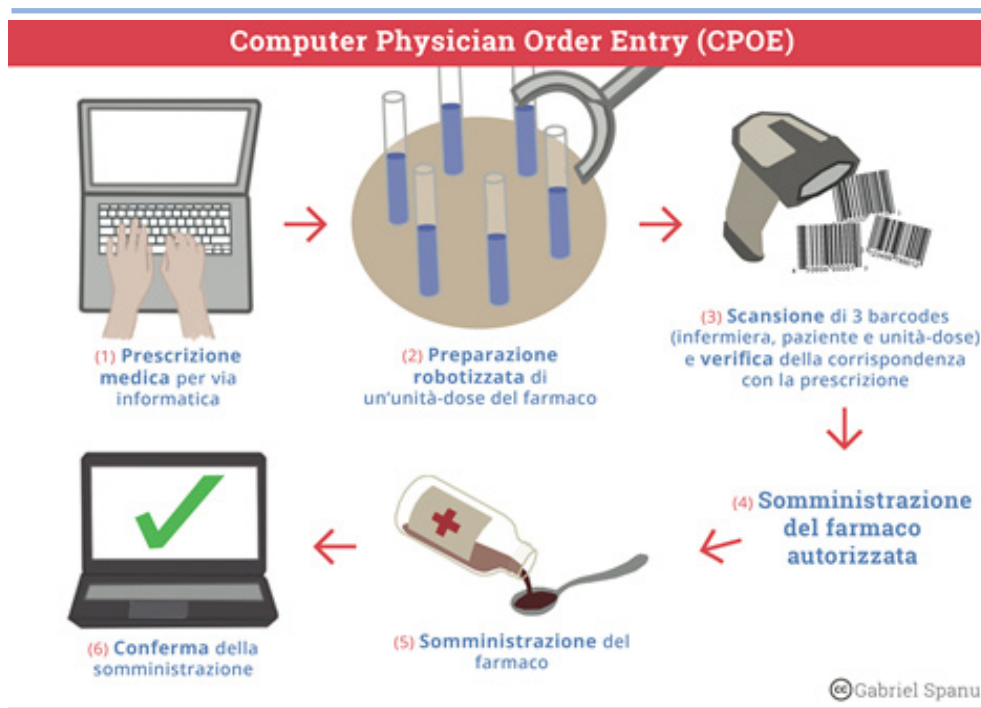 Computer Physician Order Entry (CPOE)
(1) Prescrizione
medica per via
informatica
(2) Preparazione
robotizzata di
un'unità-dose del farmaco
(3) Scansione di 3 barcodes
(infermiera, paziente e unità-dose)
e verifica della corrispondenza
con la prescrizione
(4) Somministrazione
del farmaco
autorizzata
(5) Somministrazione del
farmaco
(6) Conferma della
somministrazione
cc Gabriel Spanu